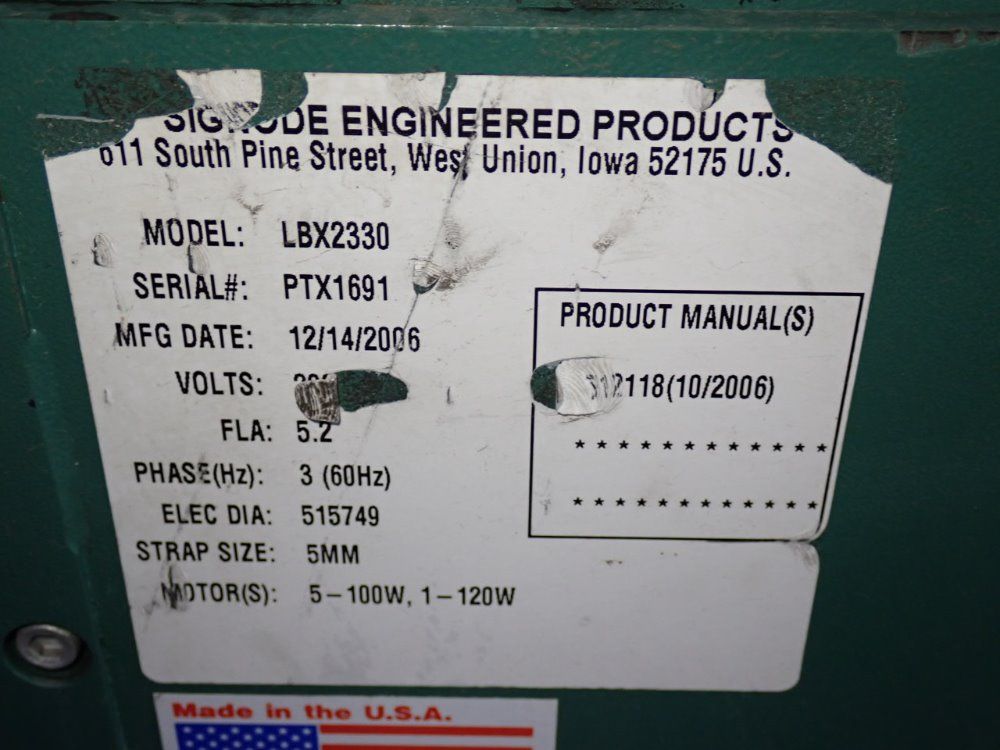 SIGNODE ENGINEERED PRODUCTS
611 South Pine Street, West Union, Iowa 52175 U.S.
MODEL: LBX2330
SERIAL#: PTX1691
MFG DATE: 12/14/2006
VOLTS:
FLA: 5.2
PHASE(Hz): 3 (60Hz)
ELEC DIA: 515749
STRAP SIZE: 5MM
MOTOR(S): 5-100W, 1-120W
PRODUCT MANUAL(S)
(10/2006)
* * * * * * * * * * * *
* * * * * * * * * * * *
Made in the U.S.A.